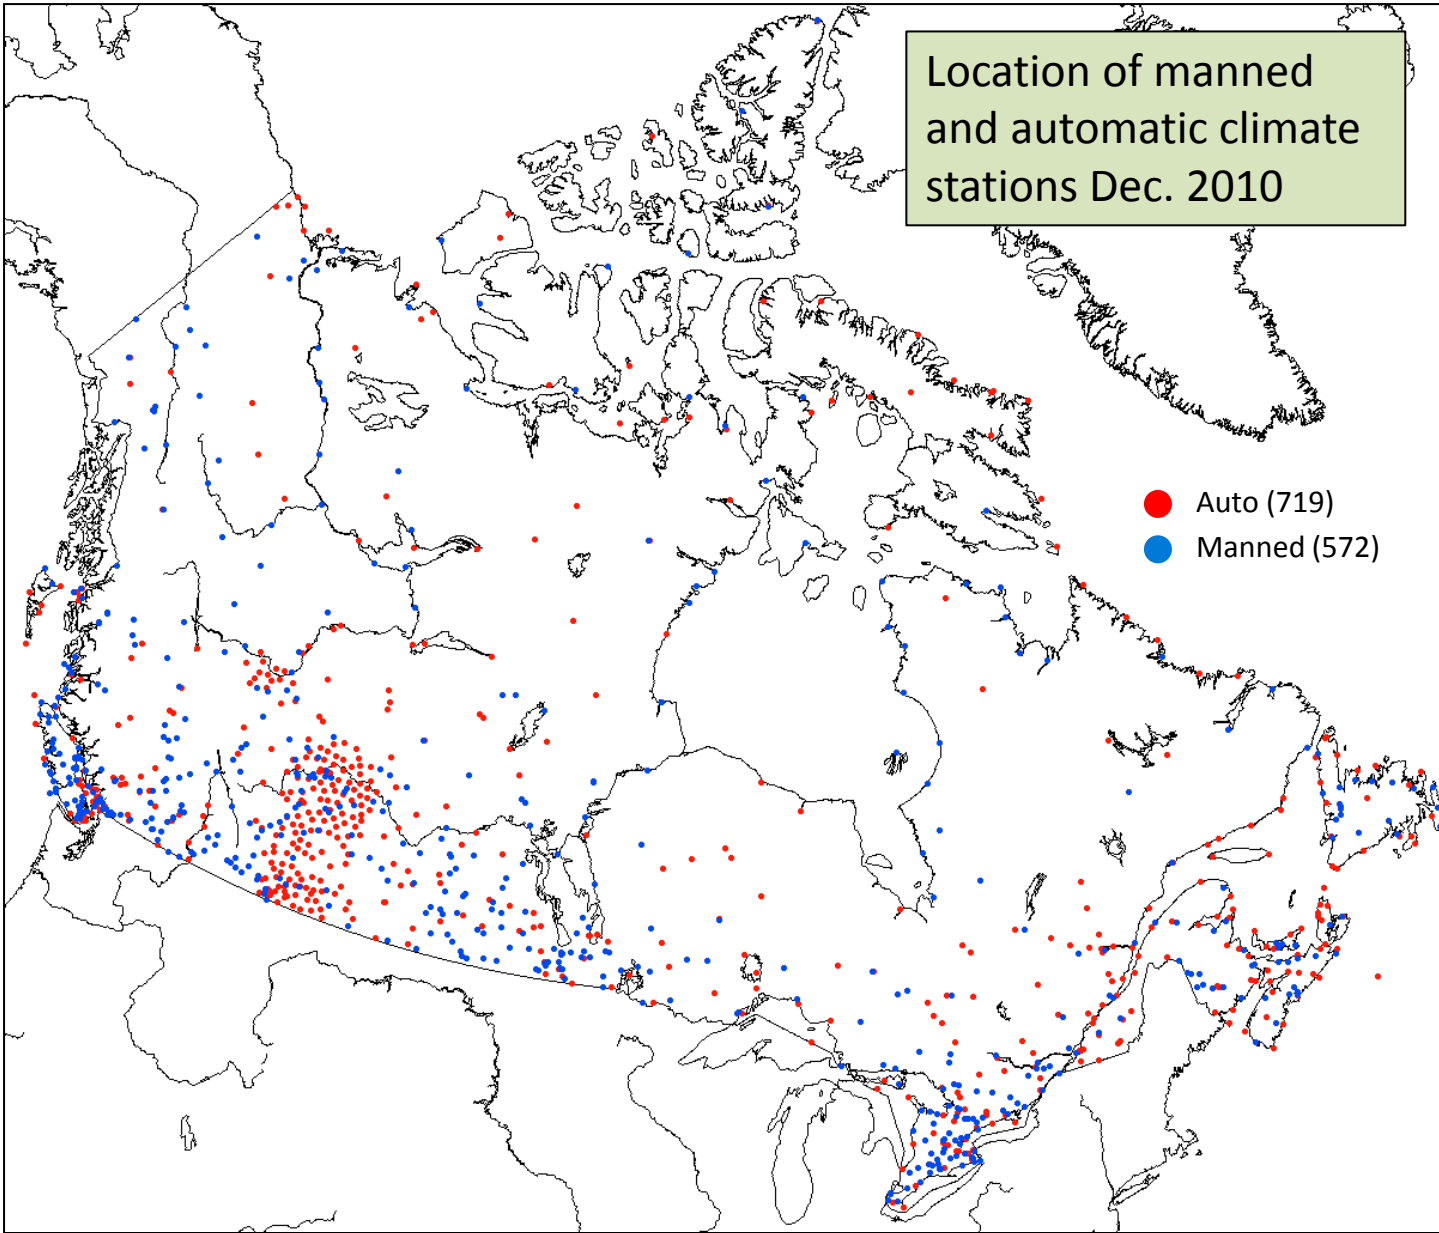 Location of manned
and automatic climate
stations Dec. 2010
Auto (719)
Manned (572)